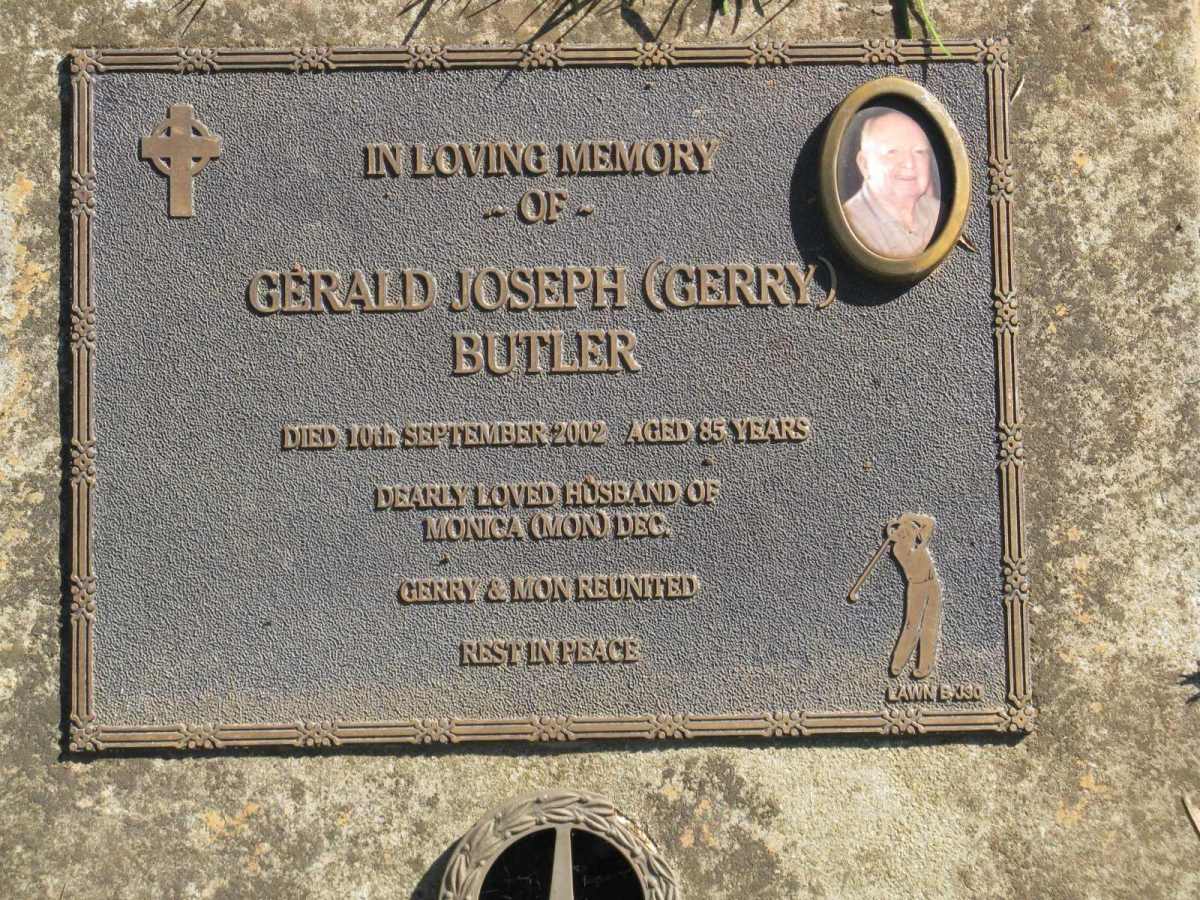 IN LOVING MEMORY
~ OF ~
GERALD JOSEPH (GERRY)
BUTLER
DIED 10th SEPTEMBER 2002 AGED 85 YEARS
DEARLY LOVED HUSBAND OF
MONICA (MON) DEC.
GERRY & MON REUNITED
REST IN PEACE
LAWN B-J30